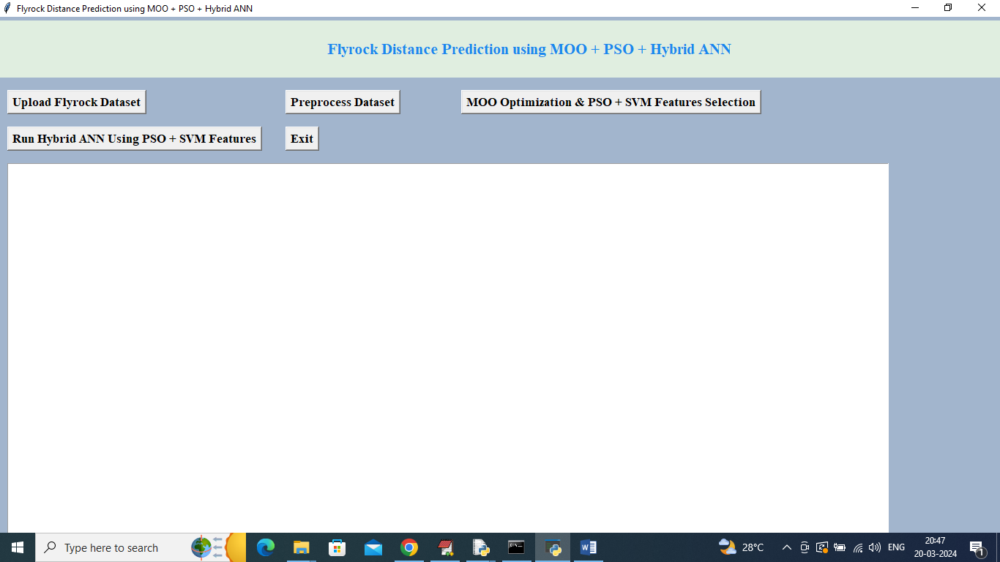 Flyrock Distance Prediction using MOO + PSO + Hybrid ANN
Flyrock Distance Prediction using MOO + PSO + Hybrid ANN
Upload Flyrock Dataset
Preprocess Dataset
MOO Optimization & PSO + SVM Features Selection
Run Hybrid ANN Using PSO + SVM Features
Exit
Type here to search
28°C
ENG
20:47
20-03-2024
1